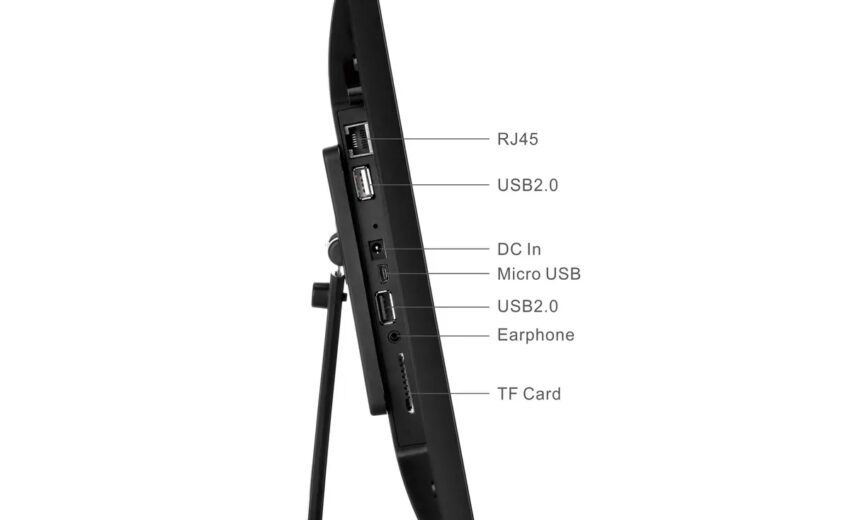 RJ45
USB2.0
DC In
Micro USB
USB2.0
Earphone
TF Card